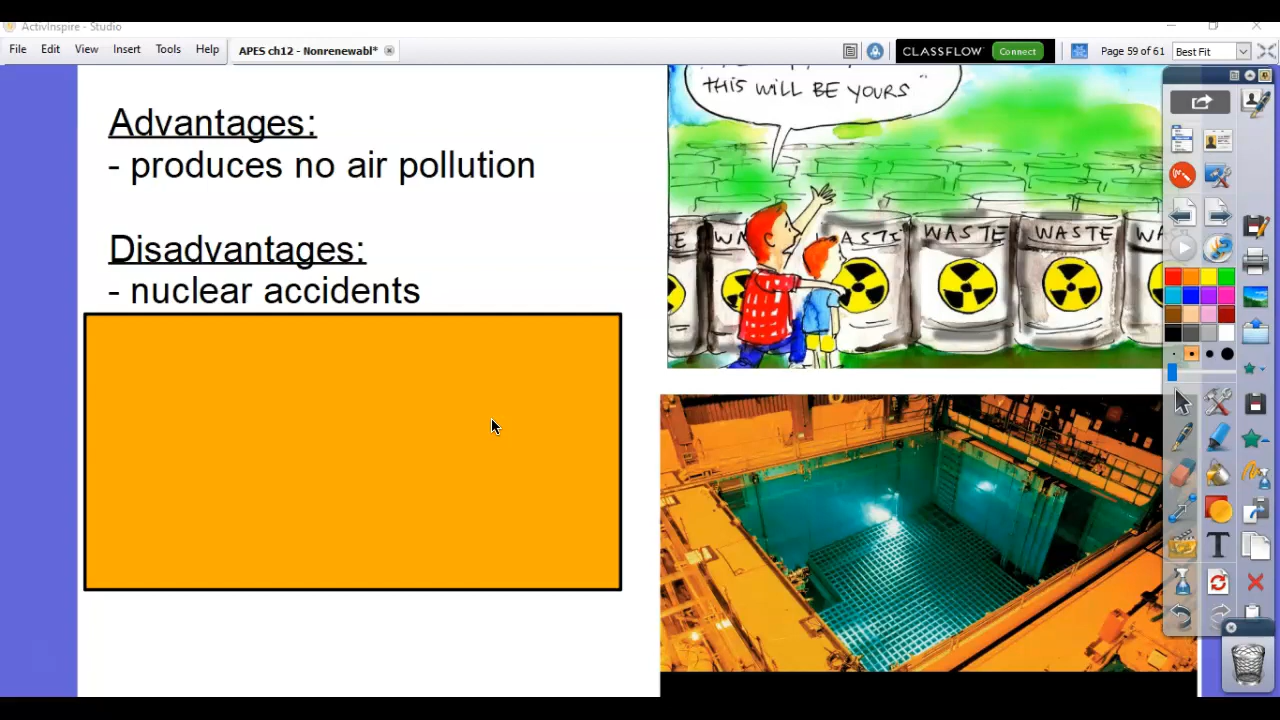 ActivInspire - Studio
File Edit View Insert Tools Help APES ch12 - Nonrenewabl* CLASSFLOW Connect Page 59 of 61 Best Fit
Advantages:
- produces no air pollution
Disadvantages:
- nuclear accidents
THIS WILL BE YOURS"
WASTE WASTE
T